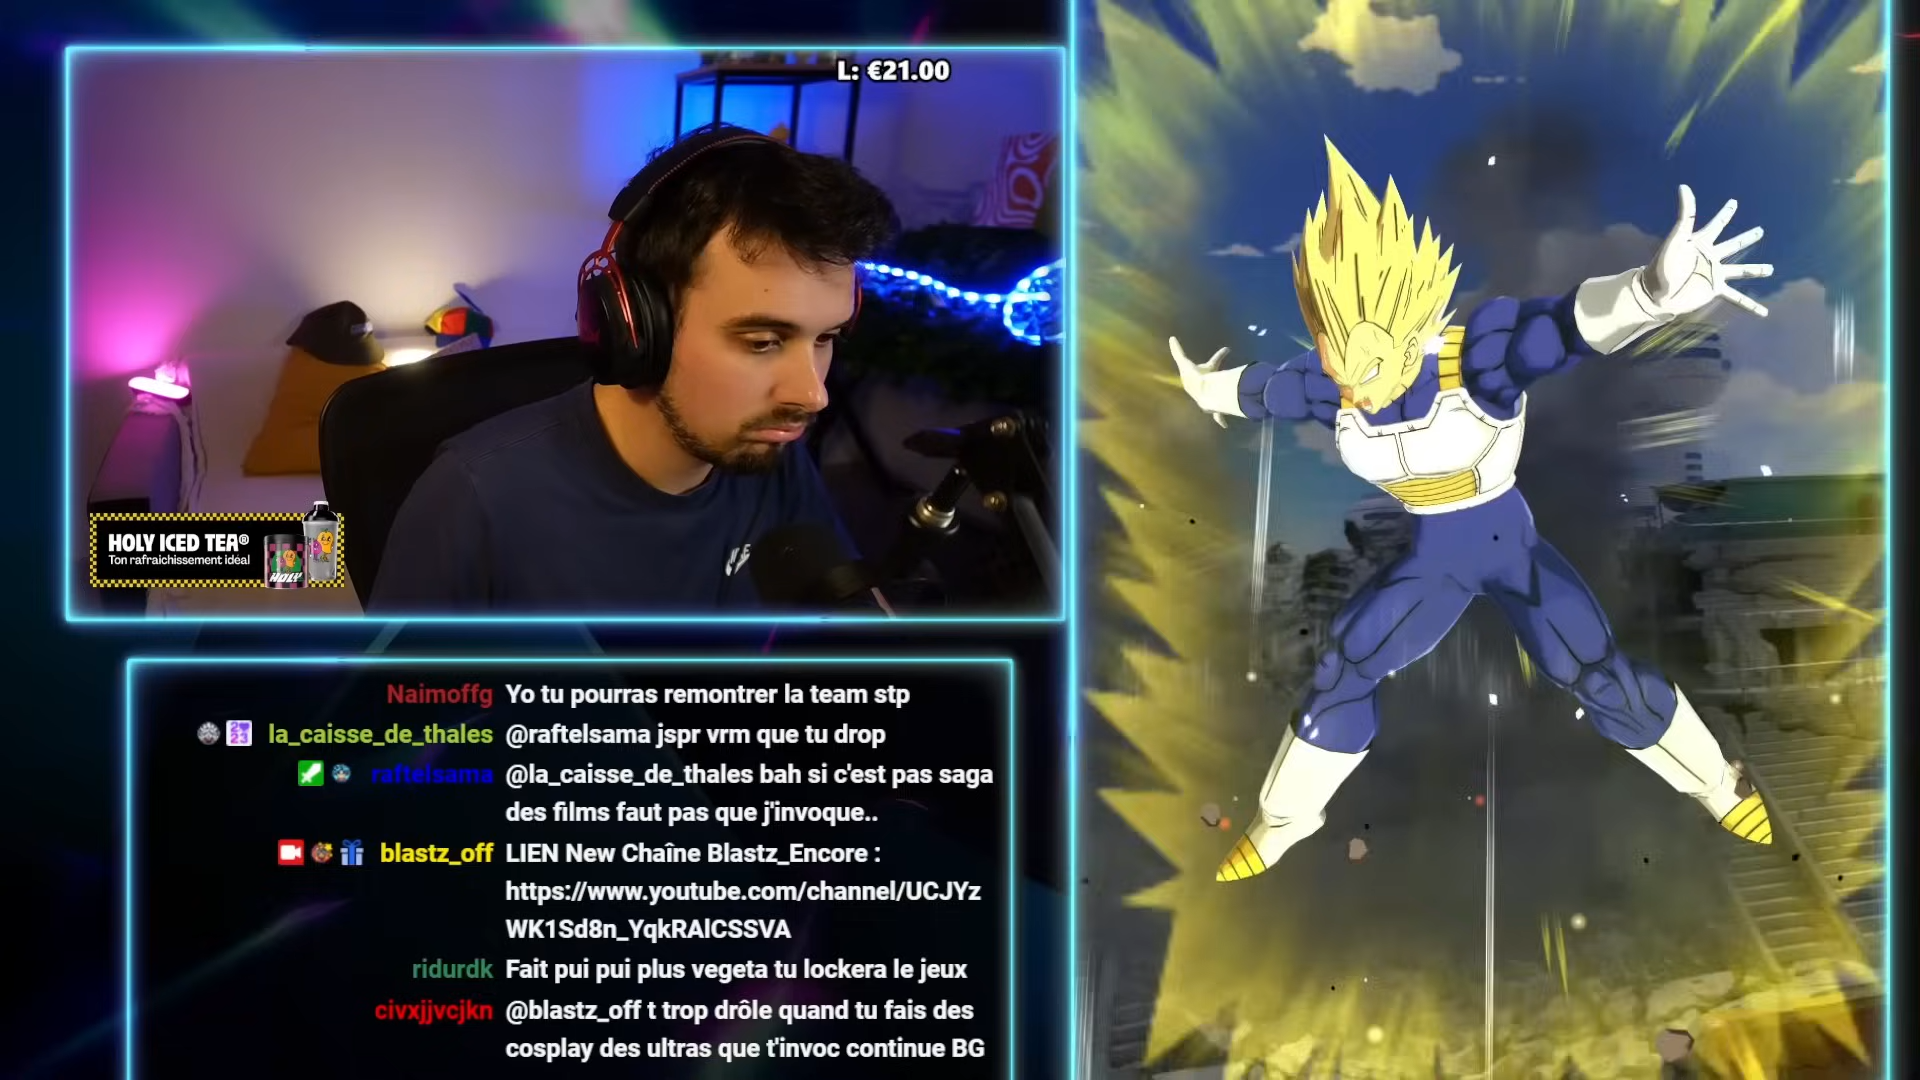 L: €21.00
HOLY ICED TEA®
Ton rafraichissement idéal
HOLY
Naimoffg Yo tu pourras remontrer la team stp
la_caisse_de_thales @raftelsama jspr vrm que tu drop
raftelsama @la_caisse_de_thales bah si c'est pas saga
des films faut pas que j'invoque..
blastz_off LIEN New Chaîne Blastz_Encore :
https://www.youtube.com/channel/UCJYz
WK1Sd8n_YqkRAlCSSVA
ridurdk Fait pui pui plus vegeta tu lockera le jeux
civxjjvcjkn @blastz_off t trop drôle quand tu fais des
cosplay des ultras que t'invoc continue BG